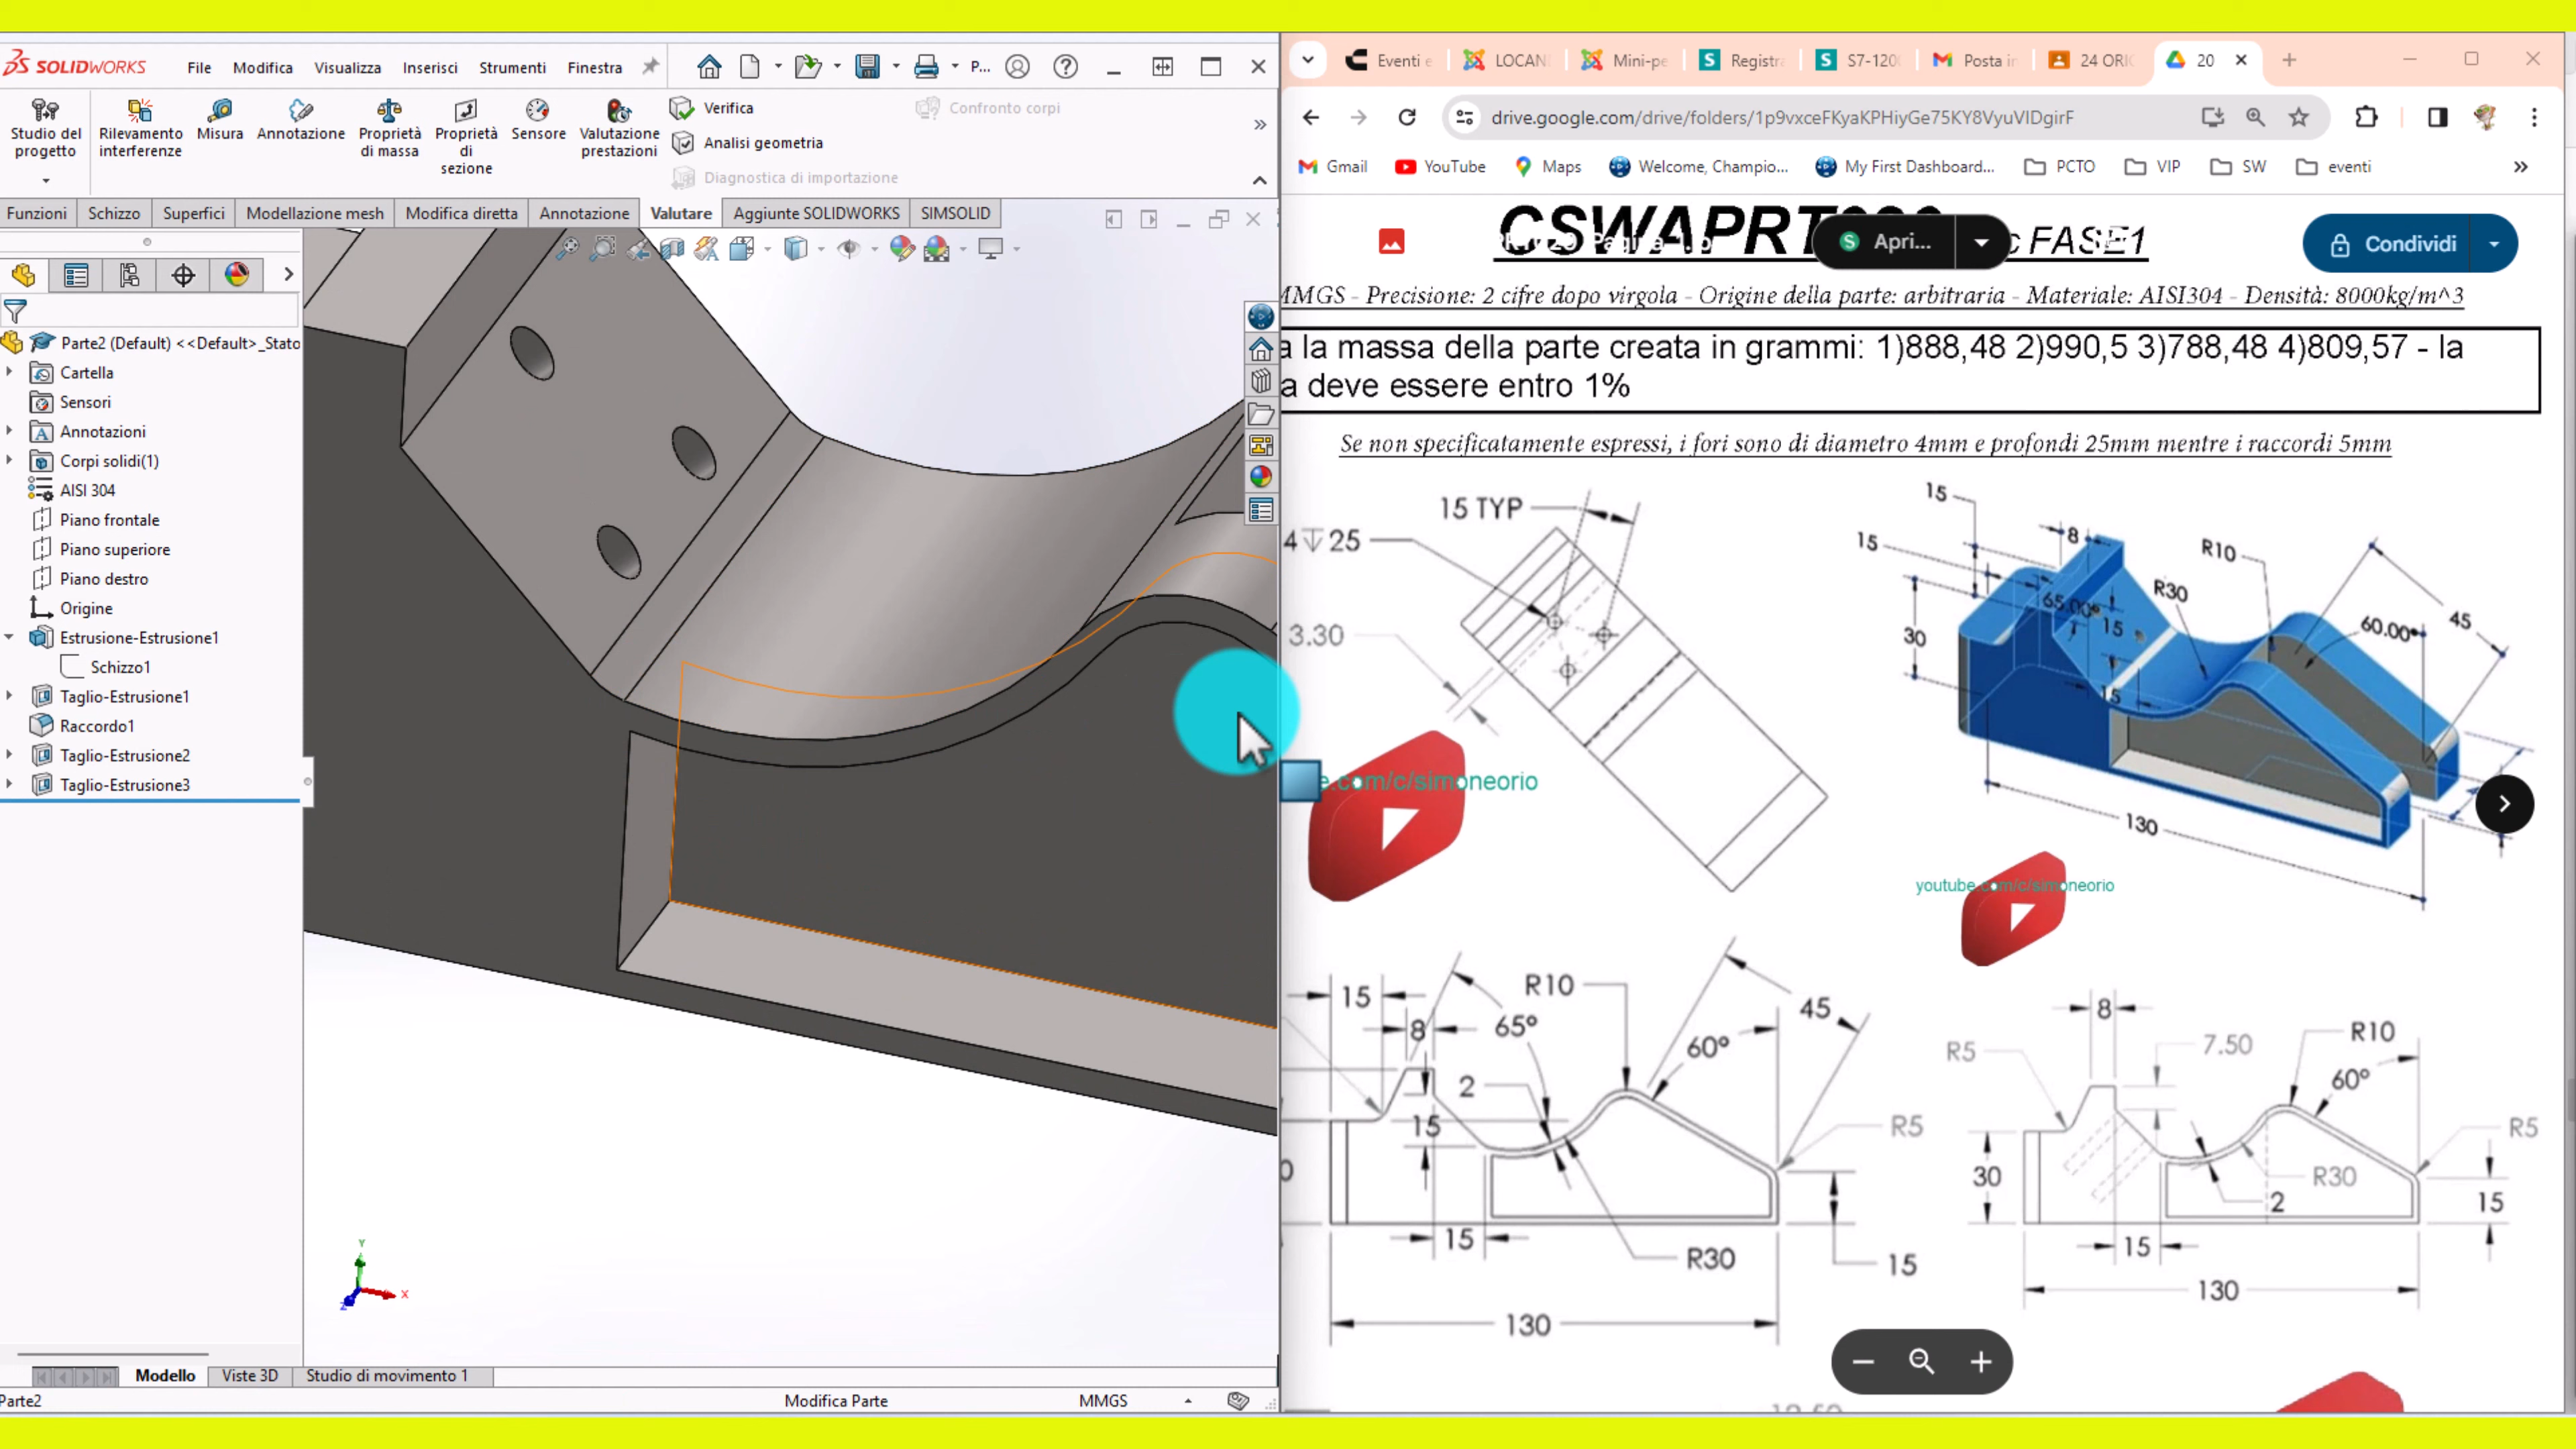 SOLIDWORKS File Modifica Visualizza Inserisci Strumenti Finestra P...
Studio del progetto
Rilevamento interferenze
Misura
Annotazione
Proprietà di massa
Proprietà di sezione
Sensore
Valutazione prestazioni
Verifica
Analisi geometria
Diagnostica di importazione
Confronto corpi
Funzioni Schizzo Superfici Modellazione mesh Modifica diretta Annotazione Valutare Aggiunte SOLIDWORKS SIMSOLID
Parte2 (Default) <<Default>_Stato
Cartella
Sensori
Annotazioni
Corpi solidi(1)
AISI 304
Piano frontale
Piano superiore
Piano destro
Origine
Estrusione-Estrusione1
Schizzo1
Taglio-Estrusione1
Raccordo1
Taglio-Estrusione2
Taglio-Estrusione3
Y
X
Z
Modello Viste 3D Studio di movimento 1
Parte2 Modifica Parte MMGS
Eventi e LOCAN Mini-pe Registra S7-120 Posta in 24 ORI 20
drive.google.com/drive/folders/1p9vxceFKyaKPHiyGe75KY8VyuVIDgirF
Gmail YouTube Maps Welcome, Champio... My First Dashboard... PCTO VIP SW eventi
CSWAPRT
FASE1
Apri...
Condividi
MMGS - Precisione: 2 cifre dopo virgola - Origine della parte: arbitraria - Materiale: AISI304 - Densità: 8000kg/m^3
a la massa della parte creata in grammi: 1)888,48 2)990,5 3)788,48 4)809,57 - la
a deve essere entro 1%
Se non specificatamente espressi, i fori sono di diametro 4mm e profondi 25mm mentre i raccordi 5mm
15 TYP
4↧25
3.30
e.com/c/simoneorio
15
15
8
R10
R30
65.00°
15
15
30
60.00°
45
130
youtube.com/c/simoneorio
15
8
65°
R10
45
60°
2
15
R5
0
15
R30
15
130
8
R5
7.50
R10
60°
30
R30
2
R5
15
15
130
12.50